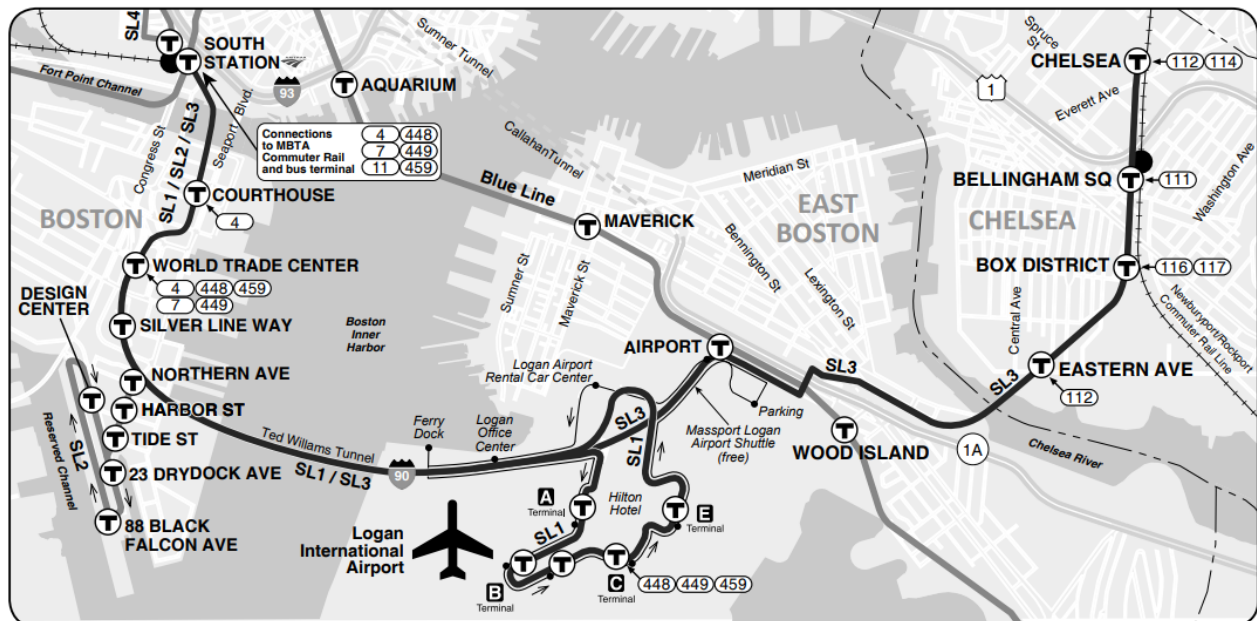 SL4
SOUTH
STATION
Fort Point Channel
93
AQUARIUM
Sumner Tunnel
Callahan Tunnel
Connections
to MBTA
Commuter Rail
and bus terminal
4 448
7 449
11 459
Congress St
SL1 / SL2 / SL3
Seaport Blvd.
COURTHOUSE
4
BOSTON
WORLD TRADE CENTER
4 448 459
7 449
DESIGN
CENTER
SILVER LINE WAY
NORTHERN AVE
HARBOR ST
TIDE ST
SL2
Reserved Channel
23 DRYDOCK AVE
88 BLACK
FALCON AVE
Boston
Inner
Harbor
Blue Line
MAVERICK
Sumner St
Maverick St
Meridian St
EAST
BOSTON
Bennington St
Lexington St
AIRPORT
Logan Airport
Rental Car Center
Ferry
Dock
Logan
Office
Center
Ted Willams Tunnel
SL1 / SL3
90
SL3
SL1
Massport Logan
Airport Shuttle
(free)
Parking
SL3
WOOD ISLAND
1A
Chelsea River
A
Terminal
Hilton
Hotel
SL1
E
Terminal
B
Terminal
C
Terminal
448 449 459
Logan
International
Airport
Spruce
St
CHELSEA
112 114
1
Everett Ave
BELLINGHAM SQ
111
Washington Ave
CHELSEA
BOX DISTRICT
116 117
Central Ave
Newburyport/Rockport
Commuter Rail Line
EASTERN AVE
112
SL3